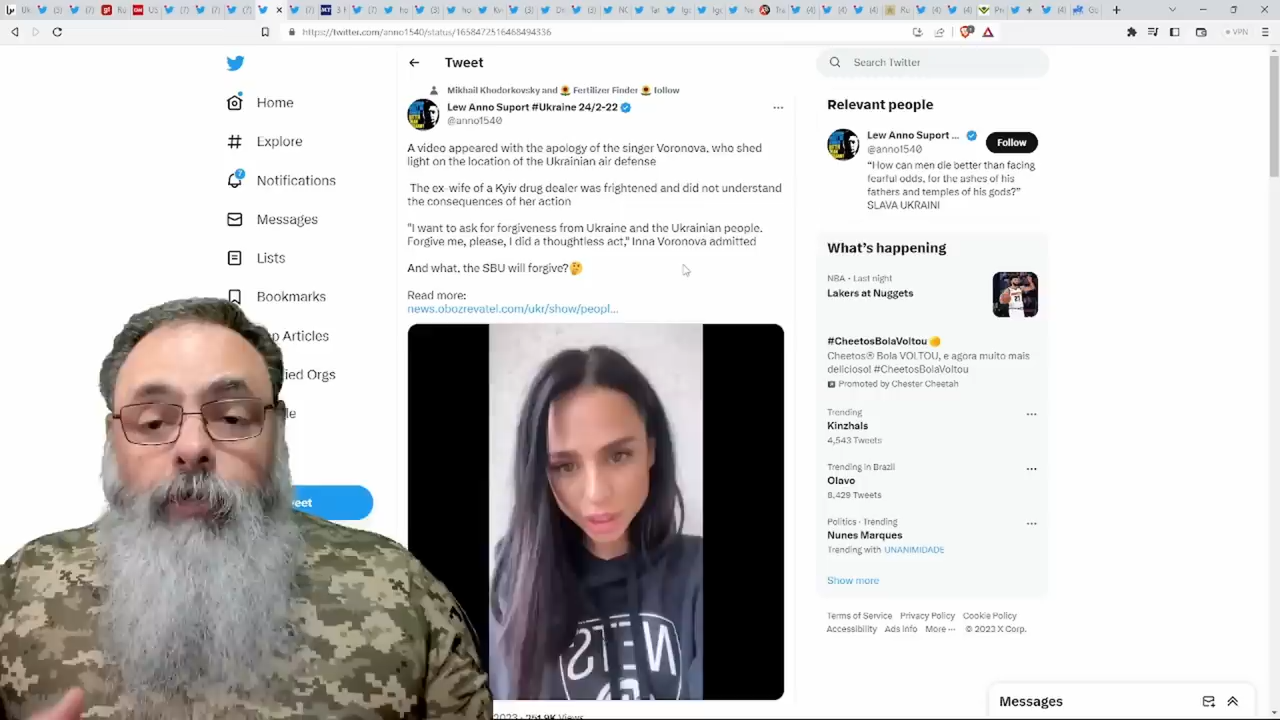 https://twitter.com/anno1540/status/1658472516468494336
VPN
Home
Explore
Notifications
Messages
Lists
Bookmarks
Tweet
Mikhail Khodorkovsky and 🌻 Fertilizer Finder 🌻 follow
Lew Anno Suport #Ukraine 24/2-22
@anno1540
A video appeared with the apology of the singer Voronova, who shed
light on the location of the Ukrainian air defense
The ex-wife of a Kyiv drug dealer was frightened and did not understand
the consequences of her action
"I want to ask for forgiveness from Ukraine and the Ukrainian people.
Forgive me, please, I did a thoughtless act," Inna Voronova admitted
And what, the SBU will forgive?🤔
Read more:
news.obozrevatel.com/ukr/show/peopl...
NETS
2023 · 251.9K Views
Search Twitter
Relevant people
Lew Anno Suport ...
@anno1540
Follow
"How can men die better than facing
fearful odds, for the ashes of his
fathers and temples of his gods?"
SLAVA UKRAINI
What's happening
NBA · Last night
Lakers at Nuggets
#CheetosBolaVoltou
Cheetos® Bola VOLTOU, e agora muito mais
delicioso! #CheetosBolaVoltou
Promoted by Chester Cheetah
Trending
Kinzhals
4,543 Tweets
Trending in Brazil
Olavo
8,429 Tweets
Politics · Trending
Nunes Marques
Trending with UNANIMIDADE
Show more
Terms of Service Privacy Policy Cookie Policy
Accessibility Ads info More ··· © 2023 X Corp.
Messages